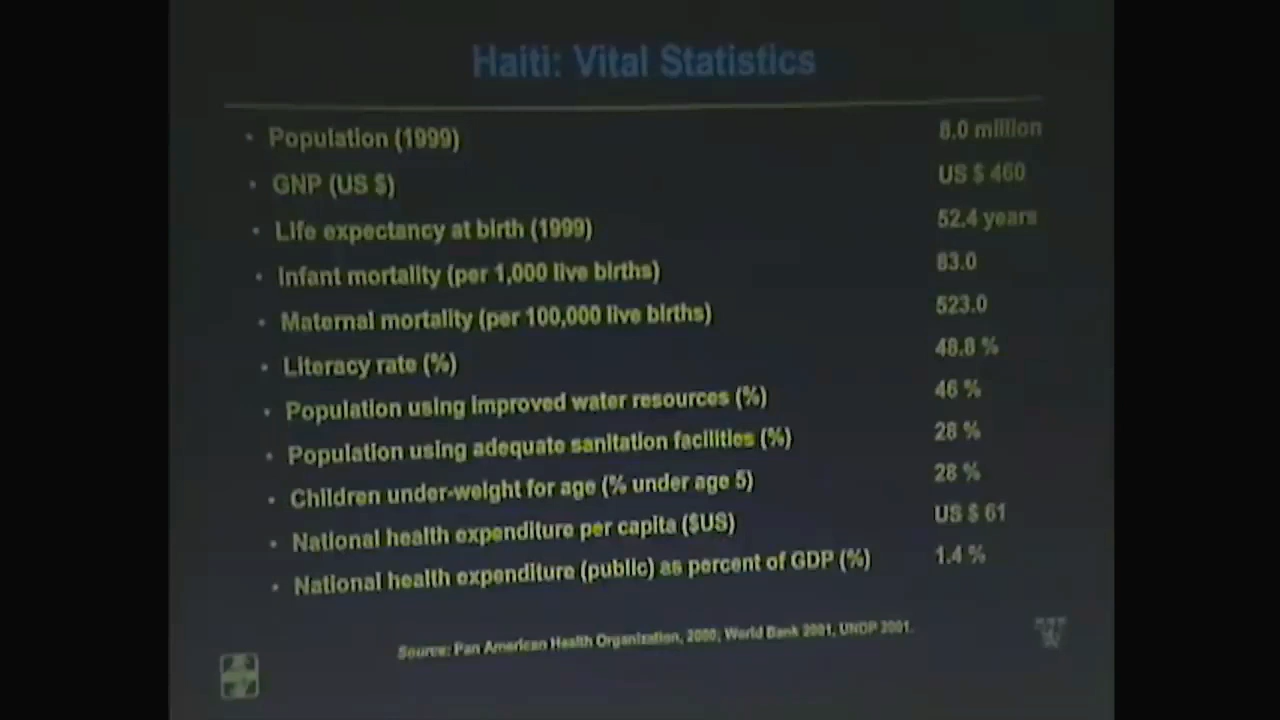 Haiti: Vital Statistics
• Population (1999) 8.0 million
• GNP (US $) US $ 460
• Life expectancy at birth (1999) 52.4 years
• Infant mortality (per 1,000 live births) 83.0
• Maternal mortality (per 100,000 live births) 523.0
• Literacy rate (%) 48.8 %
• Population using improved water resources (%) 46 %
• Population using adequate sanitation facilities (%) 28 %
• Children under-weight for age (% under age 5) 28 %
• National health expenditure per capita ($US) US $ 61
• National health expenditure (public) as percent of GDP (%) 1.4 %
Source: Pan American Health Organization, 2000, World Bank 2001, UNDP 2001.